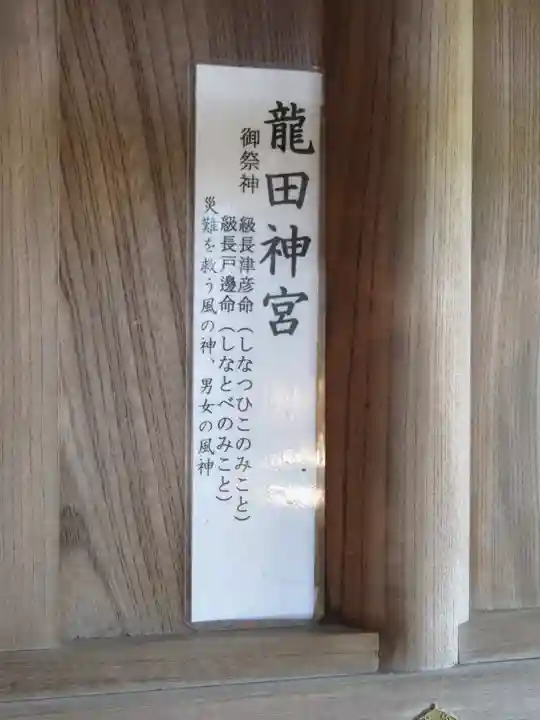 龍田神宮
御祭神
級長津彦命(しなつひこのみこと)
級長戸邊命(しなとべのみこと)
災難を救う風の神、男女の風神